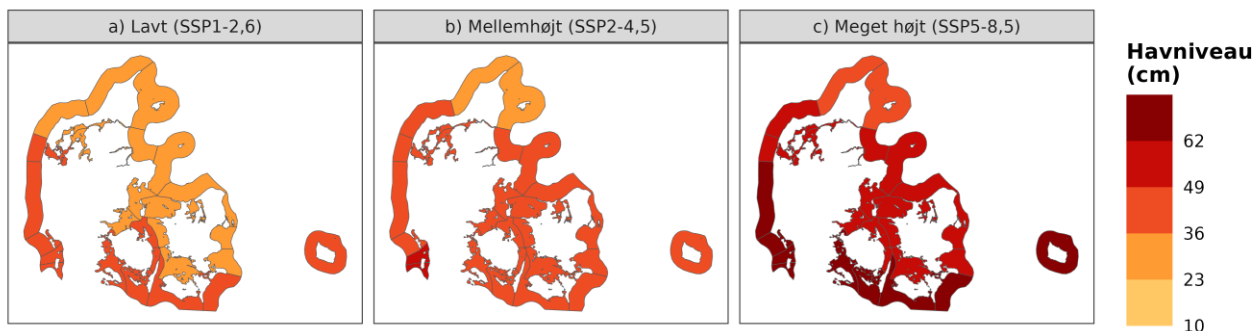 a) Lavt (SSP1-2,6)
b) Mellemhøjt (SSP2-4,5)
c) Meget højt (SSP5-8,5)
Havniveau
(cm)
62
49
36
23
10